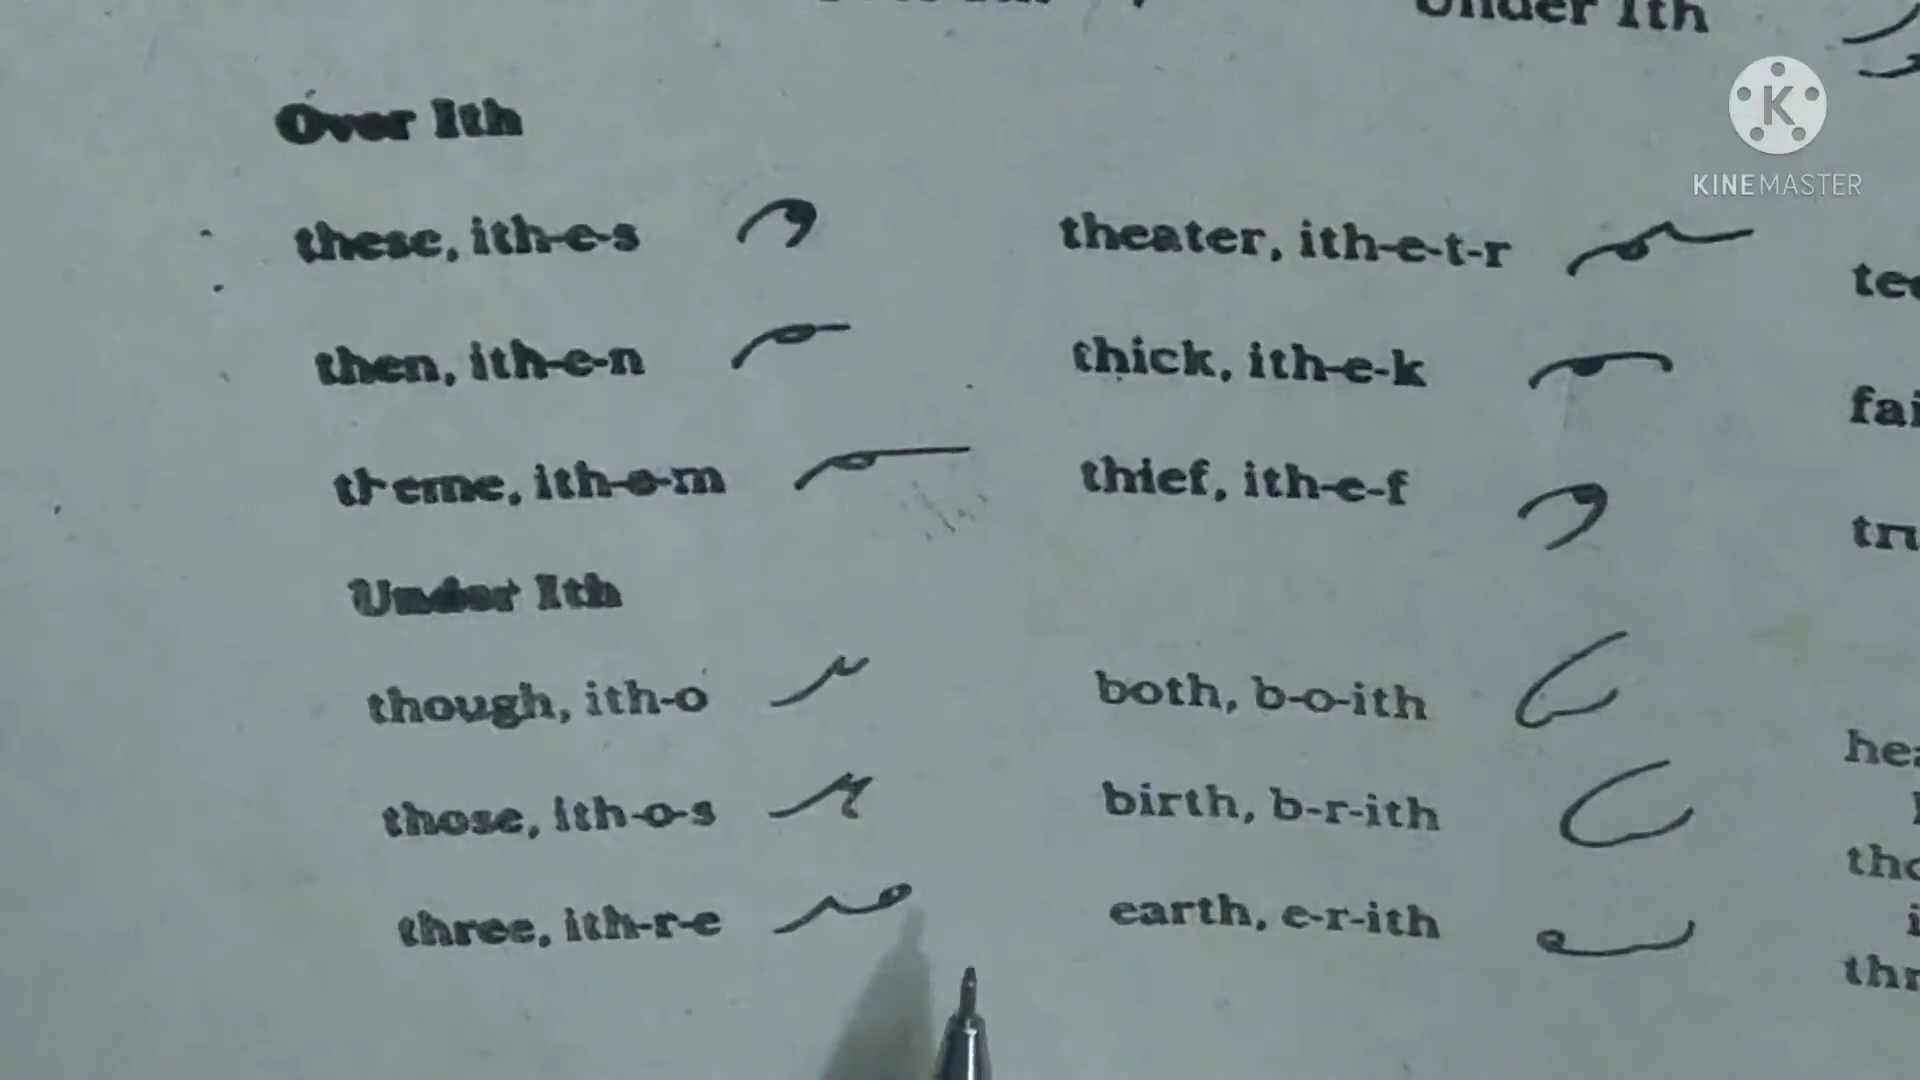 Under Ith
KINEMASTER
Over Ith
these, ith-e-s
theater, ith-e-t-r
then, ith-e-n
thick, ith-e-k
theme, ith-e-m
thief, ith-e-f
Under Ith
though, ith-o
both, b-o-ith
those, ith-o-s
birth, b-r-ith
three, ith-r-e
earth, e-r-ith